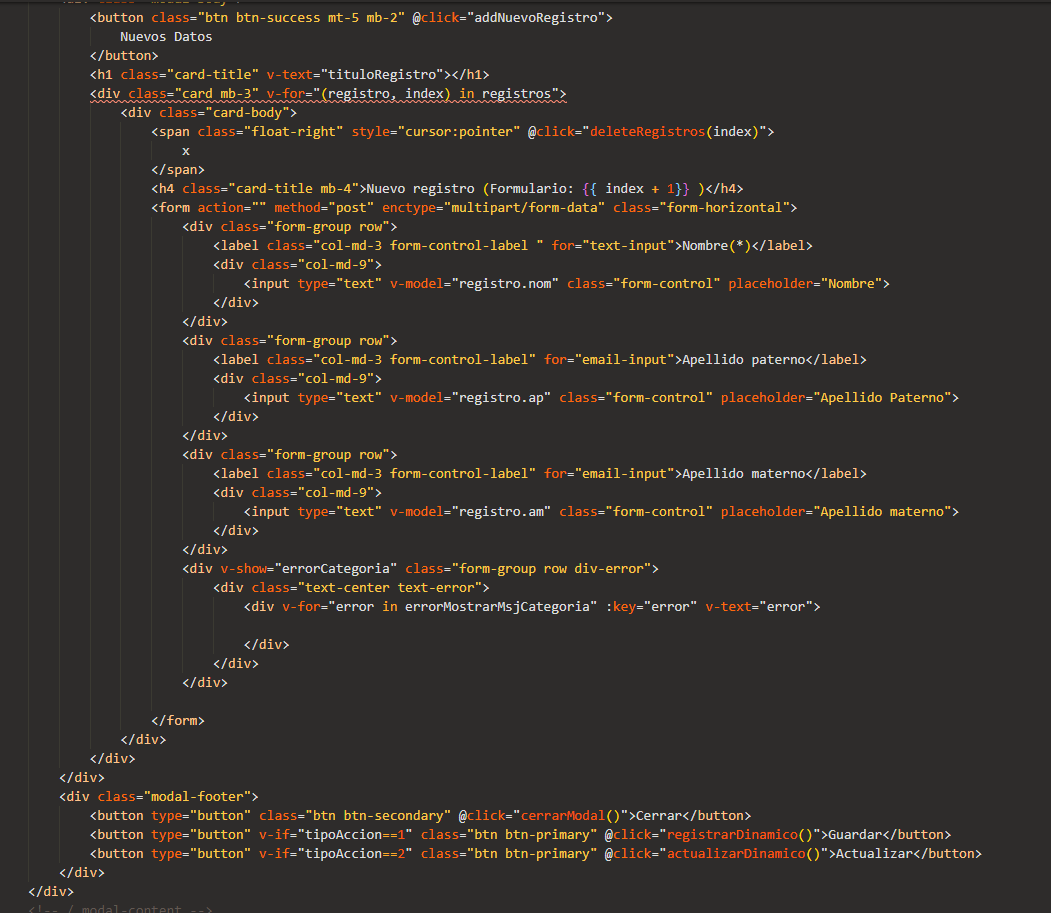 <div class="modal-body">
<button class="btn btn-success mt-5 mb-2" @click="addNuevoRegistro">
Nuevos Datos
</button>
<h1 class="card-title" v-text="tituloRegistro"></h1>
<div class="card mb-3" v-for="(registro, index) in registros">
<div class="card-body">
<span class="float-right" style="cursor:pointer" @click="deleteRegistros(index)">
x
</span>
<h4 class="card-title mb-4">Nuevo registro (Formulario: {{ index + 1}} )</h4>
<form action="" method="post" enctype="multipart/form-data" class="form-horizontal">
<div class="form-group row">
<label class="col-md-3 form-control-label " for="text-input">Nombre(*)</label>
<div class="col-md-9">
<input type="text" v-model="registro.nom" class="form-control" placeholder="Nombre">
</div>
</div>
<div class="form-group row">
<label class="col-md-3 form-control-label" for="email-input">Apellido paterno</label>
<div class="col-md-9">
<input type="text" v-model="registro.ap" class="form-control" placeholder="Apellido Paterno">
</div>
</div>
<div class="form-group row">
<label class="col-md-3 form-control-label" for="email-input">Apellido materno</label>
<div class="col-md-9">
<input type="text" v-model="registro.am" class="form-control" placeholder="Apellido materno">
</div>
</div>
<div v-show="errorCategoria" class="form-group row div-error">
<div class="text-center text-error">
<div v-for="error in errorMostrarMsjCategoria" :key="error" v-text="error">
</div>
</div>
</div>
</form>
</div>
</div>
</div>
<div class="modal-footer">
<button type="button" class="btn btn-secondary" @click="cerrarModal()">Cerrar</button>
<button type="button" v-if="tipoAccion==1" class="btn btn-primary" @click="registrarDinamico()">Guardar</button>
<button type="button" v-if="tipoAccion==2" class="btn btn-primary" @click="actualizarDinamico()">Actualizar</button>
</div>
</div>
<!-- / modal-content -->